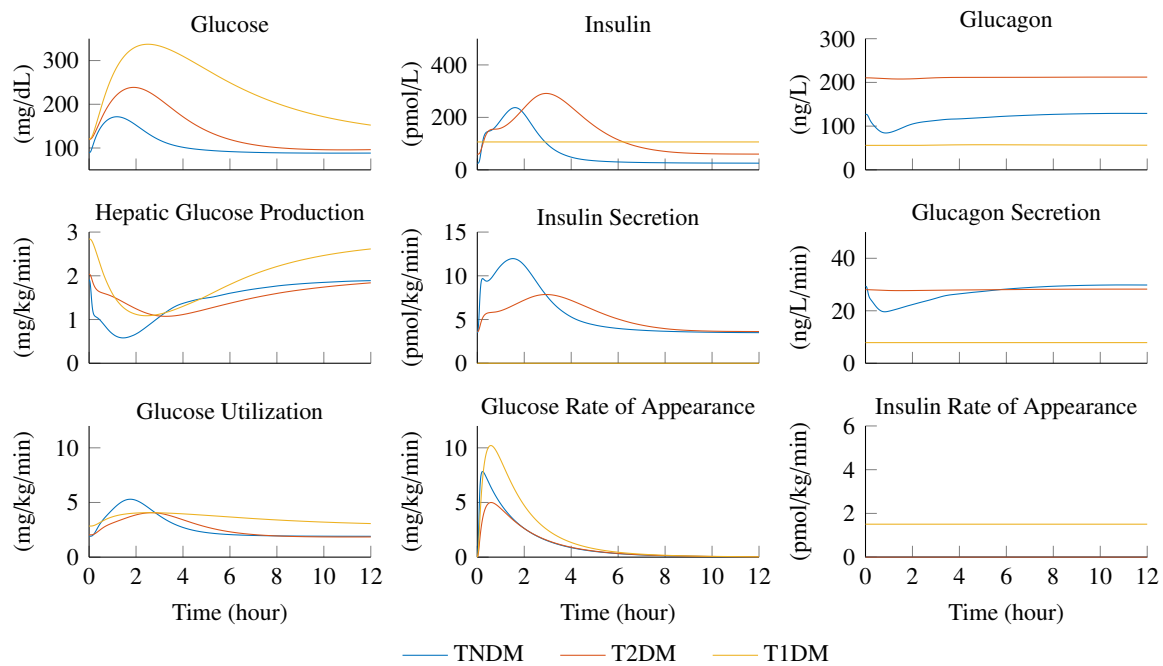 Glucose
Insulin
Glucagon
(mg/dL)
100
200
300
(pmol/L)
0
200
400
(ng/L)
0
100
200
300
Hepatic Glucose Production
Insulin Secretion
Glucagon Secretion
(mg/kg/min)
0
1
2
3
(pmol/kg/min)
0
5
10
15
(ng/L/min)
0
20
40
Glucose Utilization
Glucose Rate of Appearance
Insulin Rate of Appearance
(mg/kg/min)
0
5
10
0 2 4 6 8 10 12
Time (hour)
(mg/kg/min)
0
5
10
0 2 4 6 8 10 12
Time (hour)
(pmol/kg/min)
0
2
4
6
0 2 4 6 8 10 12
Time (hour)
TNDM T2DM T1DM